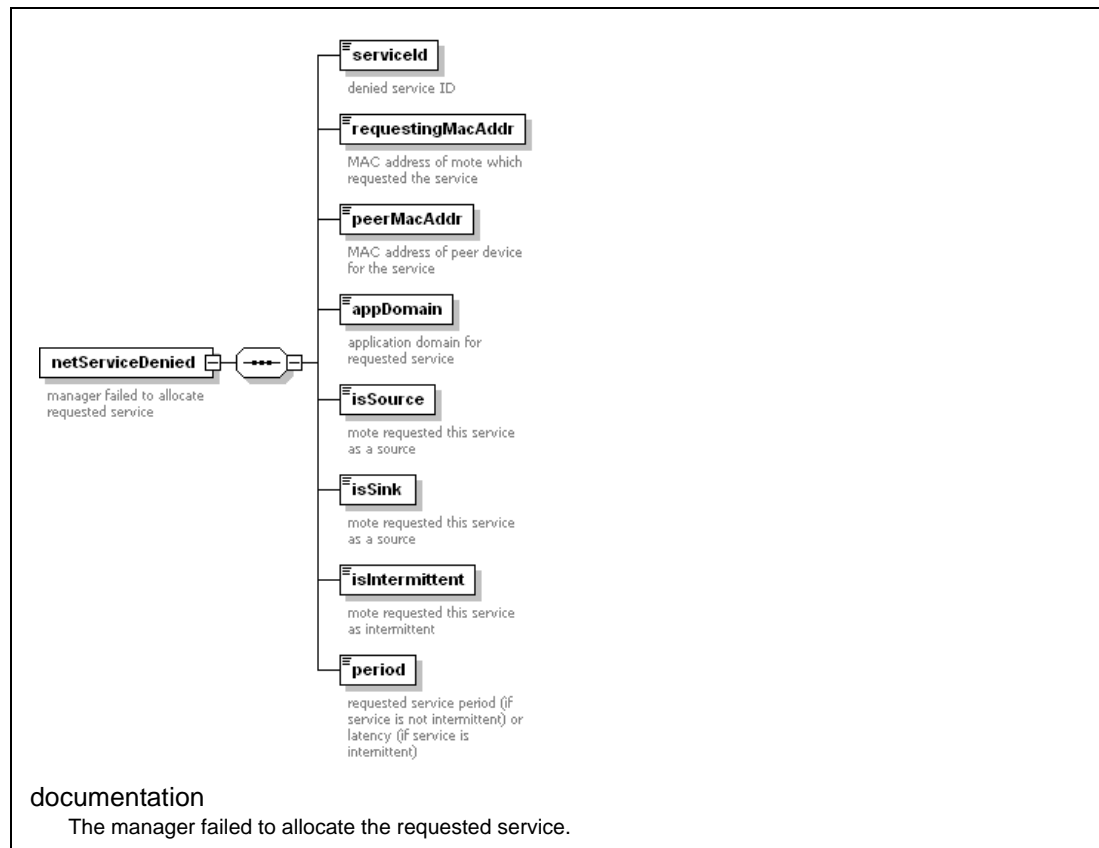 serviceId
denied service ID
requestingMacAddr
MAC address of mote which
requested the service
peerMacAddr
MAC address of peer device
for the service
appDomain
application domain for
requested service
netServiceDenied
manager failed to allocate
requested service
isSource
mote requested this service
as a source
isSink
mote requested this service
as a source
isIntermittent
mote requested this service
as intermittent
period
requested service period (if
service is not intermittent) or
latency (if service is
intemittent)
documentation
The manager failed to allocate the requested service.